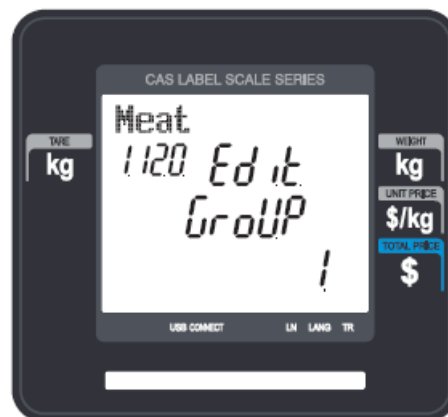 CAS LABEL SCALE SERIES
Meat
TARE
kg
1120 Edit
GroUP
1
WEIGHT
kg
UNIT PRICE
$/kg
TOTAL PRICE
$
USB CONNECT LN LANG TR